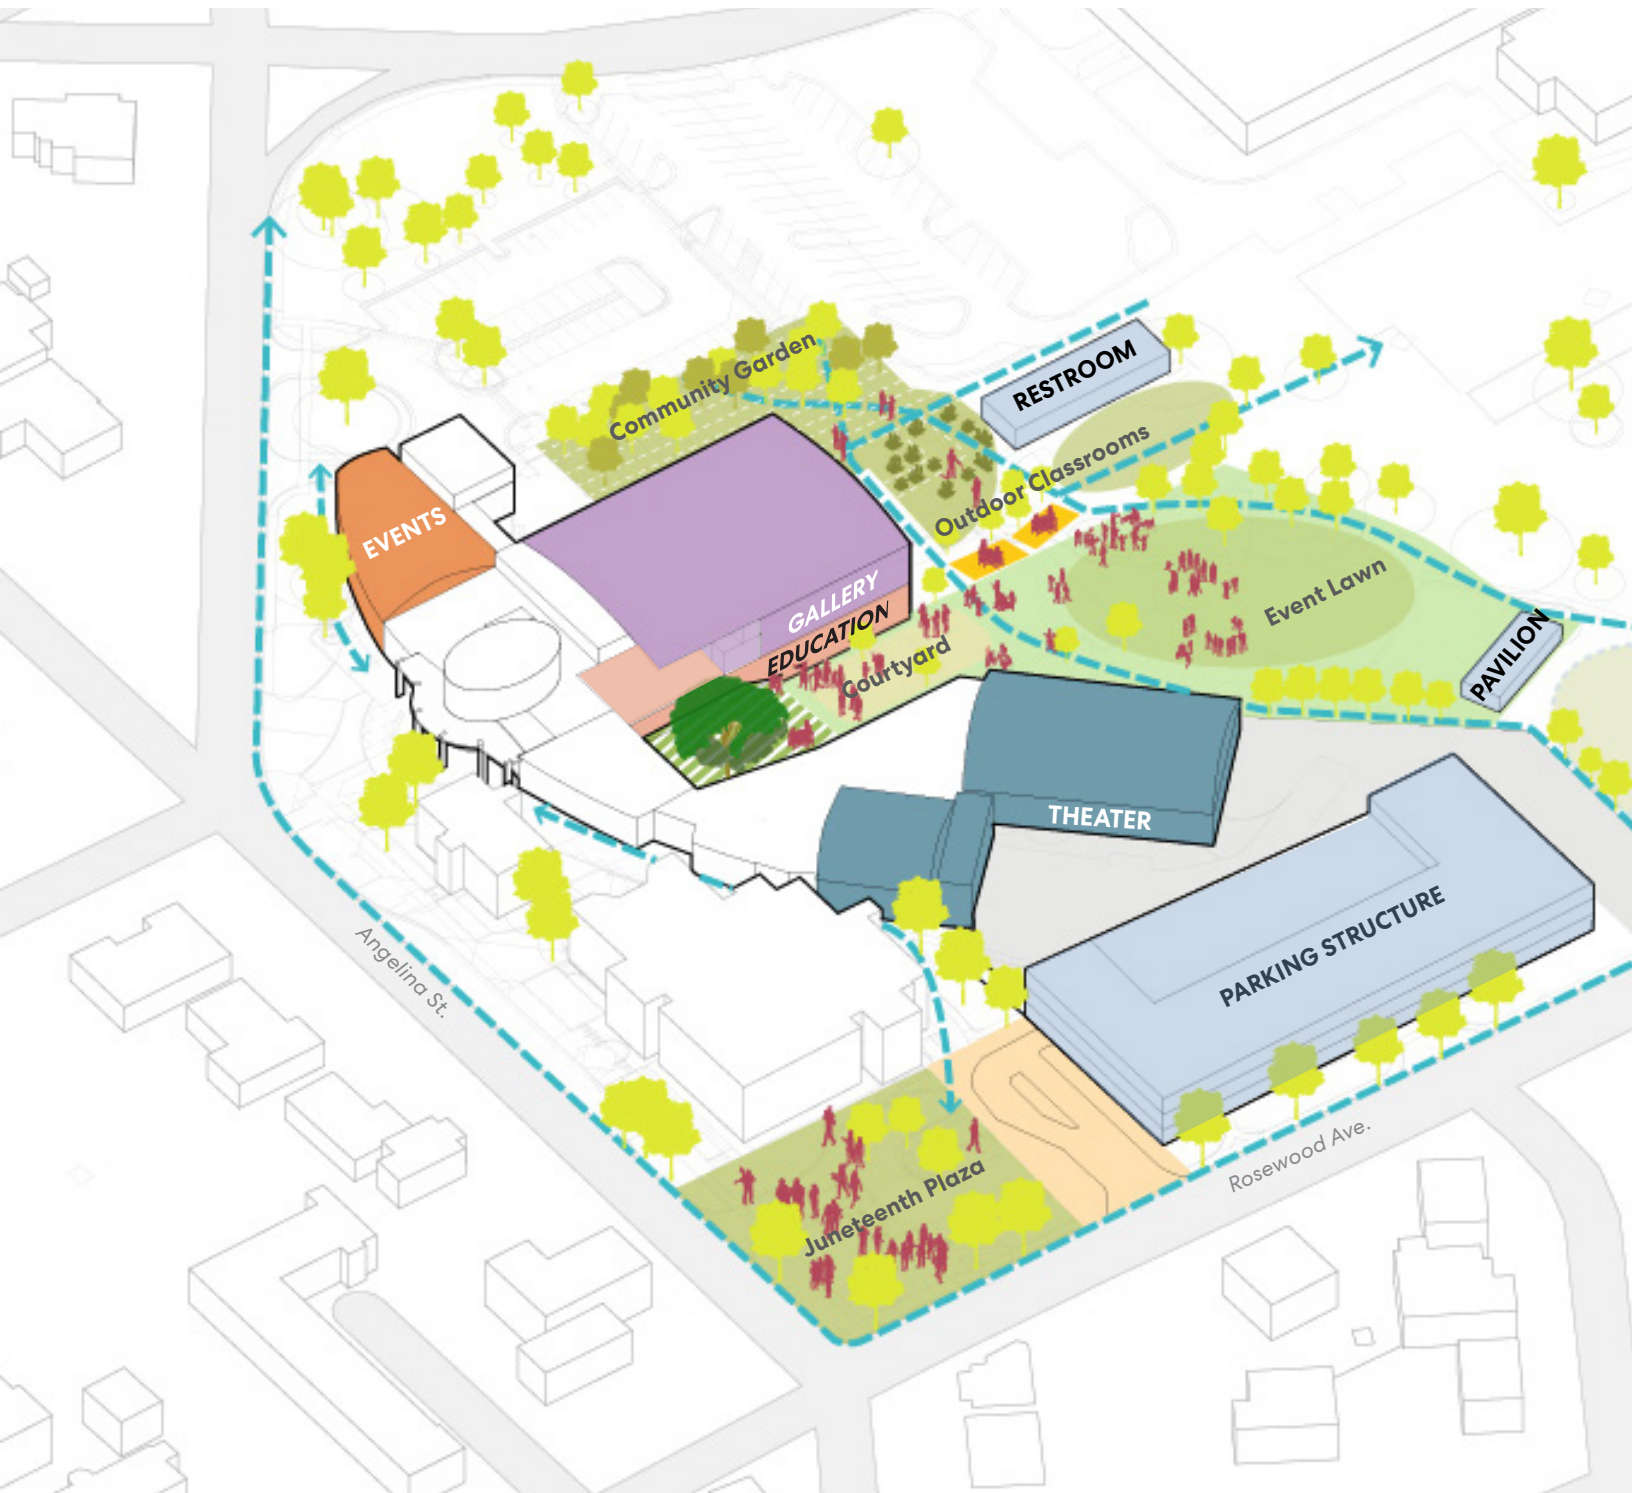 Community Garden
RESTROOM
EVENTS
Outdoor Classrooms
GALLERY
EDUCATION
Courtyard
Event Lawn
PAVILION
THEATER
PARKING STRUCTURE
Angelina St.
Rosewood Ave.
Juneteenth Plaza